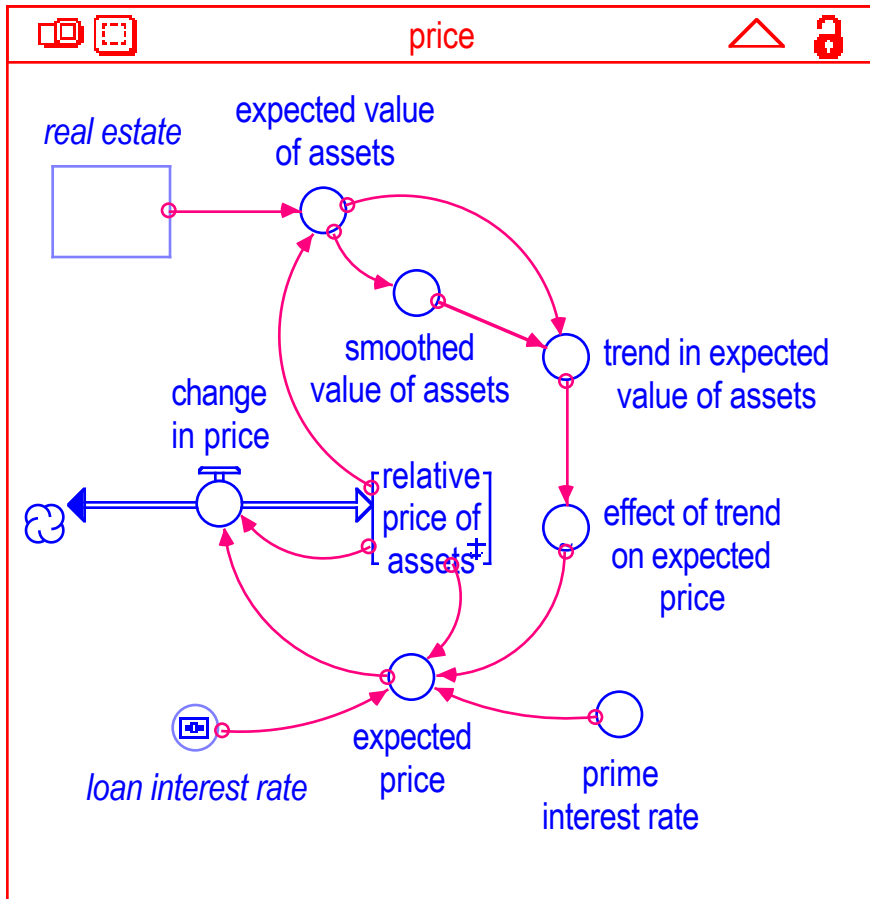 price
real estate
expected value
of assets
smoothed
value of assets
trend in expected
value of assets
change
in price
relative
price of
assets
effect of trend
on expected
price
expected
price
loan interest rate
prime
interest rate